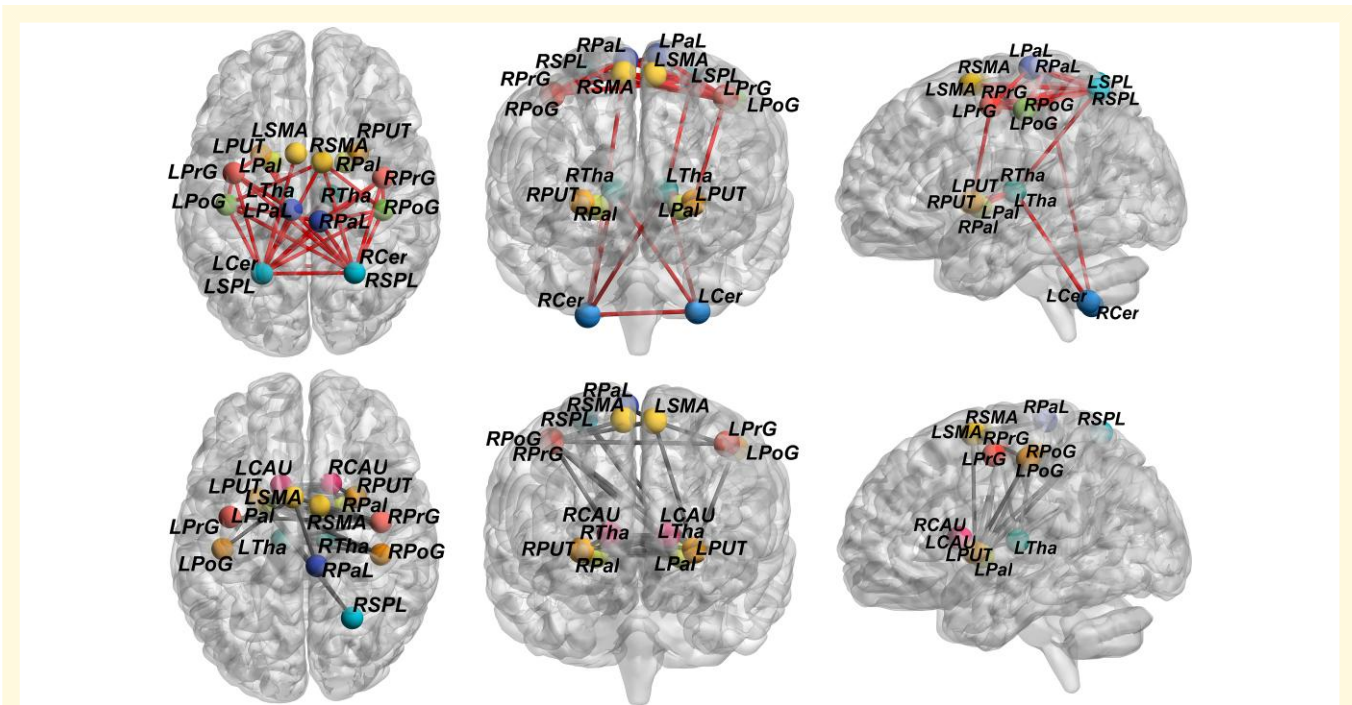 LSMA
RPUT
LPUT
RSMA
LPal
RPal
LPrG
RPrG
LTha
RTha
LPoG
LPaL
RPoG
RPaL
LCer
RCer
LSPL
RSPL
RPaL
LPaL
RSPL
LSMA
RPrG
RSMA
LSPL
LPrG
RPoG
LPoG
RTha
LTha
RPUT
LPUT
RPal
LPal
RCer
LCer
LPaL
RSMA
RPaL
LSPL
LSMA
RPrG
RSPL
LPrG
RPoG
LPoG
RTha
LPUT
RPUT
LTha
LPal
RPal
LCer
RCer
LCAU
RCAU
LPUT
RPUT
LSMA
LPal
RPal
LPrG
RSMA
RPrG
LTha
RTha
LPoG
RPoG
RPaL
RSPL
RPaL
RSMA
LSMA
RSPL
LPrG
RPoG
RPrG
LPoG
RCAU
LCAU
RTha
LTha
RPUT
LPUT
RPal
LPal
RSMA
RPaL
RSPL
LSMA
RPrG
LPrG
RPoG
LPoG
RCAU
LCAU
LTha
LPUT
LPal